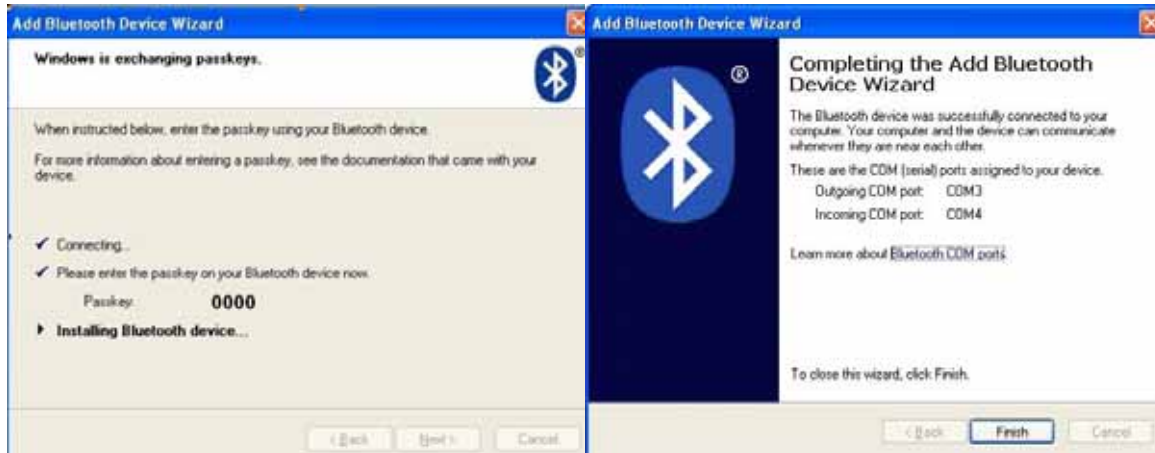 Add Bluetooth Device Wizard
Windows is exchanging passkeys.
®
When instructed below, enter the passkey using your Bluetooth device.
For more information about entering a passkey, see the documentation that came with your
device.
Connecting...
Please enter the passkey on your Bluetooth device now.
Passkey: 0000
Installing Bluetooth device...
< Back Next > Cancel
Add Bluetooth Device Wizard
®
Completing the Add Bluetooth
Device Wizard
The Bluetooth device was successfully connected to your
computer. Your computer and the device can communicate
whenever they are near each other.
These are the COM (serial) ports assigned to your device.
Outgoing COM port: COM3
Incoming COM port: COM4
Learn more about Bluetooth COM ports.
To close this wizard, click Finish.
< Back Finish Cancel